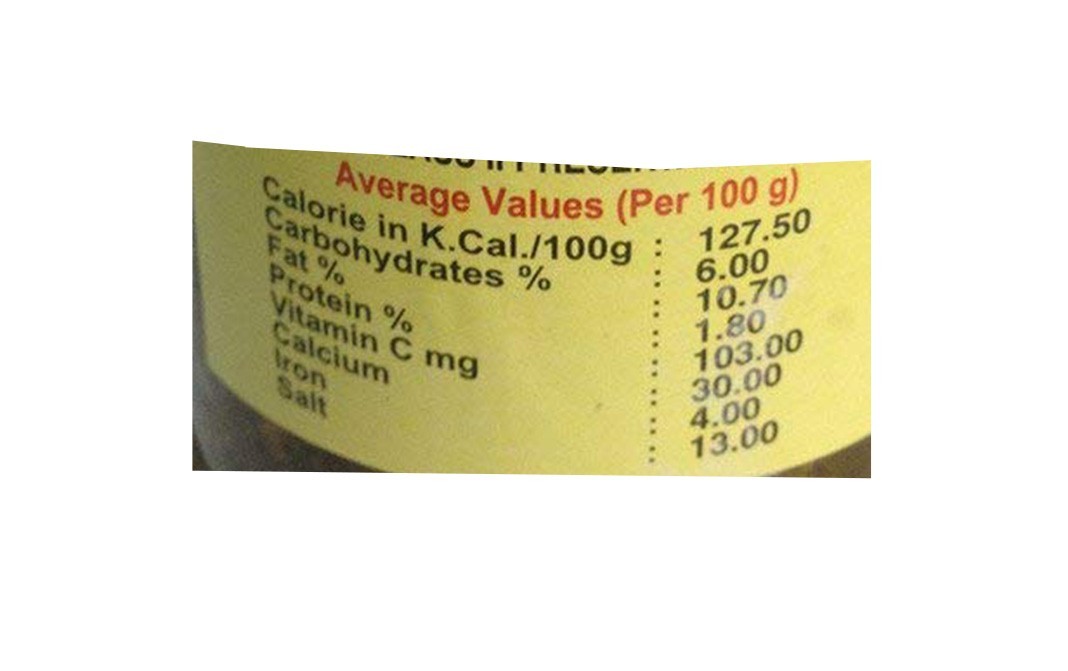 Average Values (Per 100 g)
Calorie in K.Cal./100g : 127.50
Carbohydrates % : 6.00
Fat % : 10.70
Protein % : 1.80
Vitamin C mg : 103.00
Calcium : 30.00
Iron : 4.00
Salt : 13.00